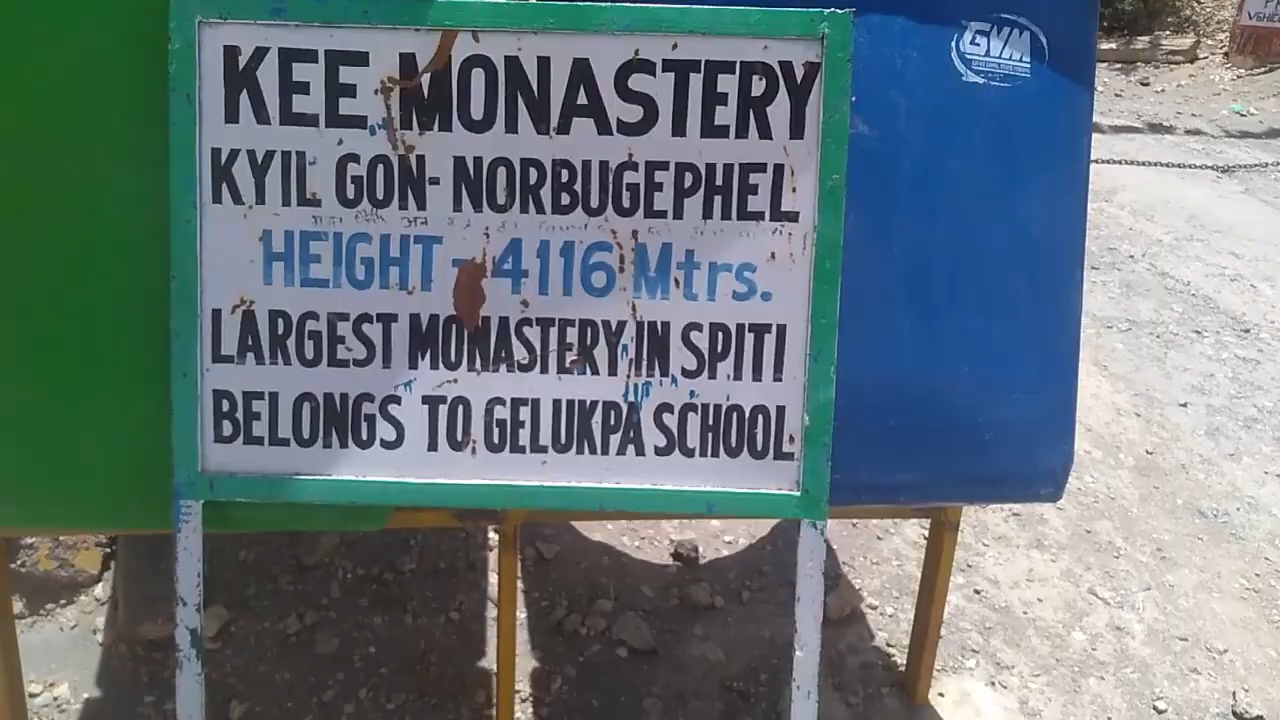 KEE MONASTERY
KYIL GON- NORBUGEPHEL
HEIGHT - 4116 Mtrs.
LARGEST MONASTERY IN SPITI
BELONGS TO GELUKPA SCHOOL
GVM